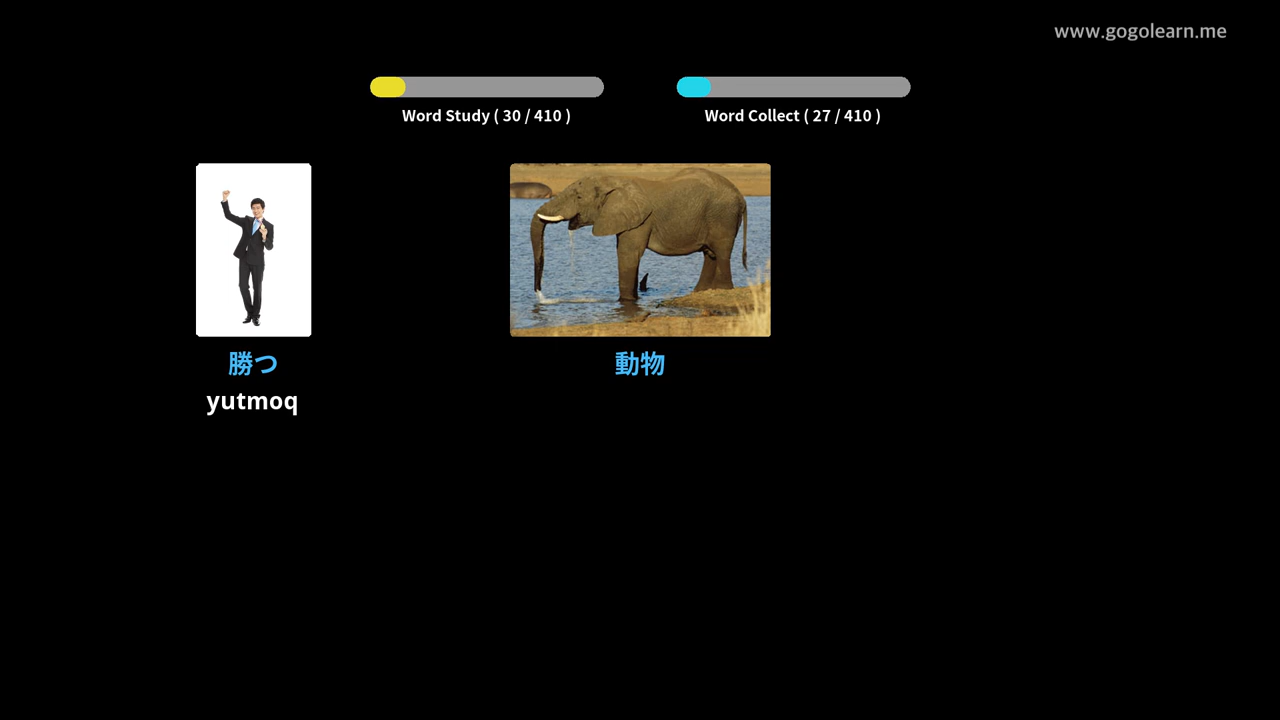 www.gogolearn.me
Word Study ( 30 / 410 )
Word Collect ( 27 / 410 )
勝つ
yutmoq
動物